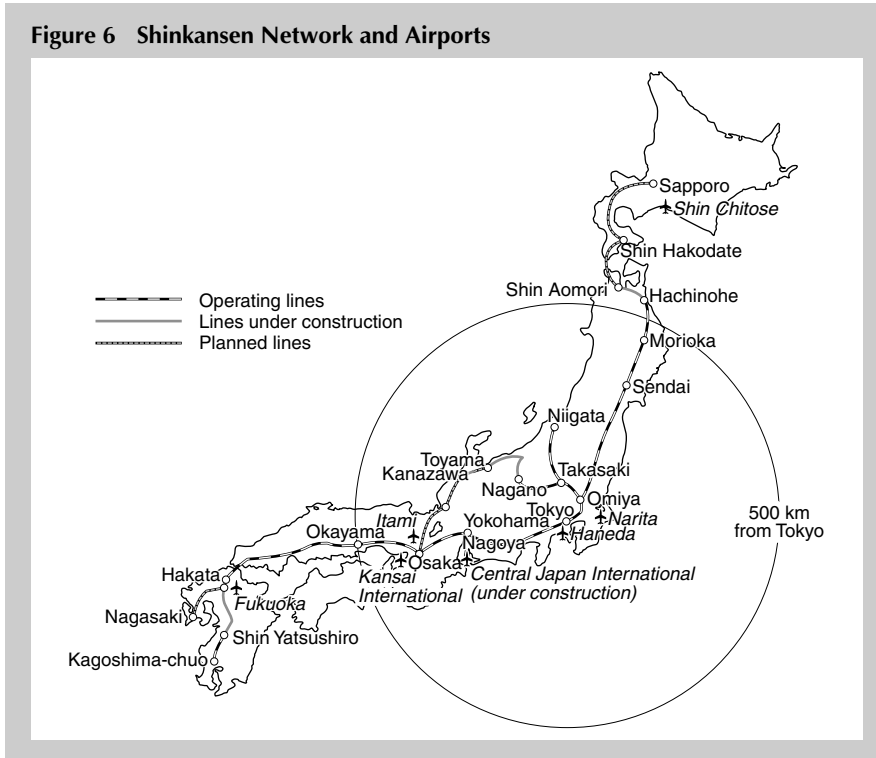 Figure 6 Shinkansen Network and Airports
Sapporo
Shin Chitose
Shin Hakodate
Shin Aomori
Hachinohe
Operating lines
Lines under construction
Planned lines
Morioka
Sendai
Niigata
Toyama
Kanazawa
Takasaki
Nagano
Omiya
Tokyo
Narita
500 km
from Tokyo
Itami
Yokohama
Haneda
Okayama
Nagoya
Osaka
Hakata
Kansai
International
Central Japan International
(under construction)
Fukuoka
Nagasaki
Shin Yatsushiro
Kagoshima-chuo